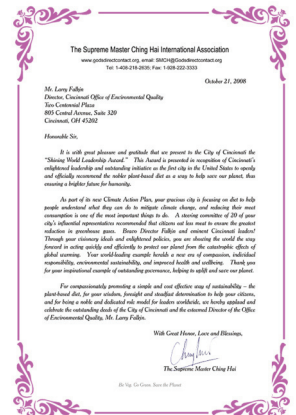 The Supreme Master Ching Hai International Association
www.godsdirectcontact.org, email: SMCH@Godsdirectcontact.org
Tel: 1-408-218-2635; Fax: 1-928-222-3333
October 21, 2008
Mr. Larry Falkin
Director, Cincinnati Office of Environmental Quality
Two Centennial Plaza
805 Central Avenue, Suite 320
Cincinnati, OH 45202
Honorable Sir,
It is with great pleasure and gratitude that we present to the City of Cincinnati the
"Shining World Leadership Award." This Award is presented in recognition of Cincinnati's
enlightened leadership and outstanding initiative as the first city in the United States to openly
and officially recommend the nobler plant-based diet as a way to help save our planet, thus
ensuring a brighter future for humanity.
As part of its new Climate Action Plan, your gracious city is focusing on diet to help
people understand what they can do to mitigate climate change, and reducing their meat
consumption is one of the most important things to do. A steering committee of 20 of your
city's influential representatives recommended that citizens eat less meat to ensure the greatest
reduction in greenhouse gases. Bravo Director Falkin and eminent Cincinnati leaders!
Through your visionary ideals and enlightened policies, you are showing the world the way
forward in acting quickly and efficiently to protect our planet from the catastrophic effects of
global warming. Your world-leading example heralds a new era of compassion, individual
responsibility, environmental sustainability, and improved health and wellbeing. Thank you
for your inspirational example of outstanding governance, helping to uplift and save our planet.
For compassionately promoting a simple and cost effective way of sustainability – the
plant-based diet, for your wisdom, foresight and steadfast determination to help your citizens,
and for being a noble and dedicated role model for leaders worldwide, we hereby applaud and
celebrate the outstanding deeds of the City of Cincinnati and the esteemed Director of the Office
of Environmental Quality, Mr. Larry Falkin.
With Great Honor, Love and Blessings,
The Supreme Master Ching Hai
Be Veg, Go Green, Save the Planet